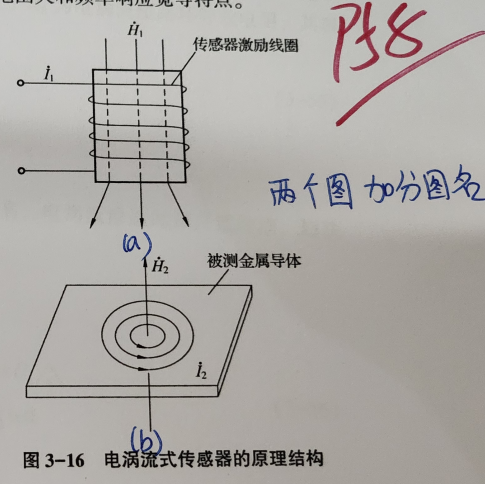 Ḣ₁
传感器激励线圈
İ₁
P58
两个图 加分图名
(a)
Ḣ₂
被测金属导体
İ₂
(b)
图 3-16 电涡流式传感器的原理结构